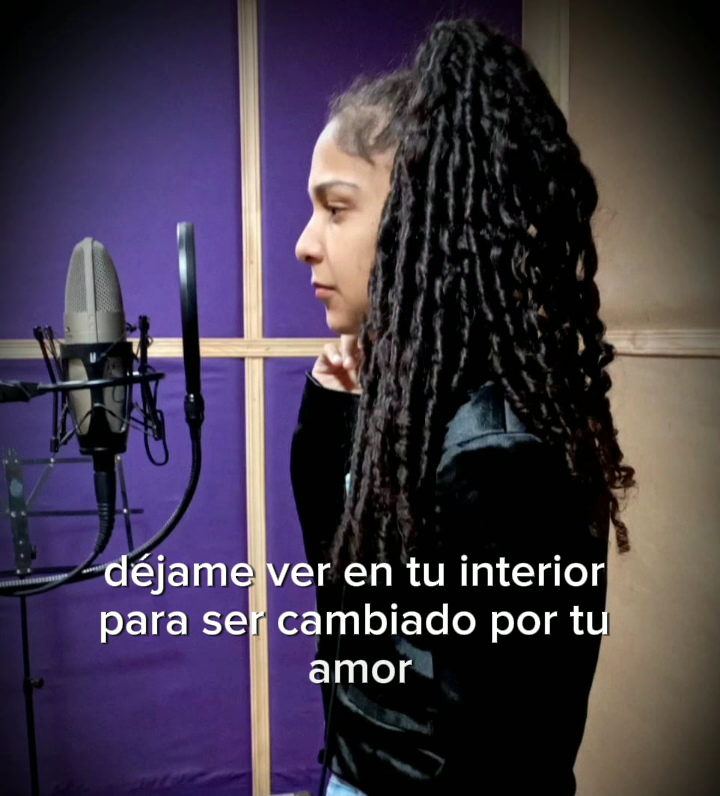 déjame ver en tu interior
para ser cambiado por tu
amor